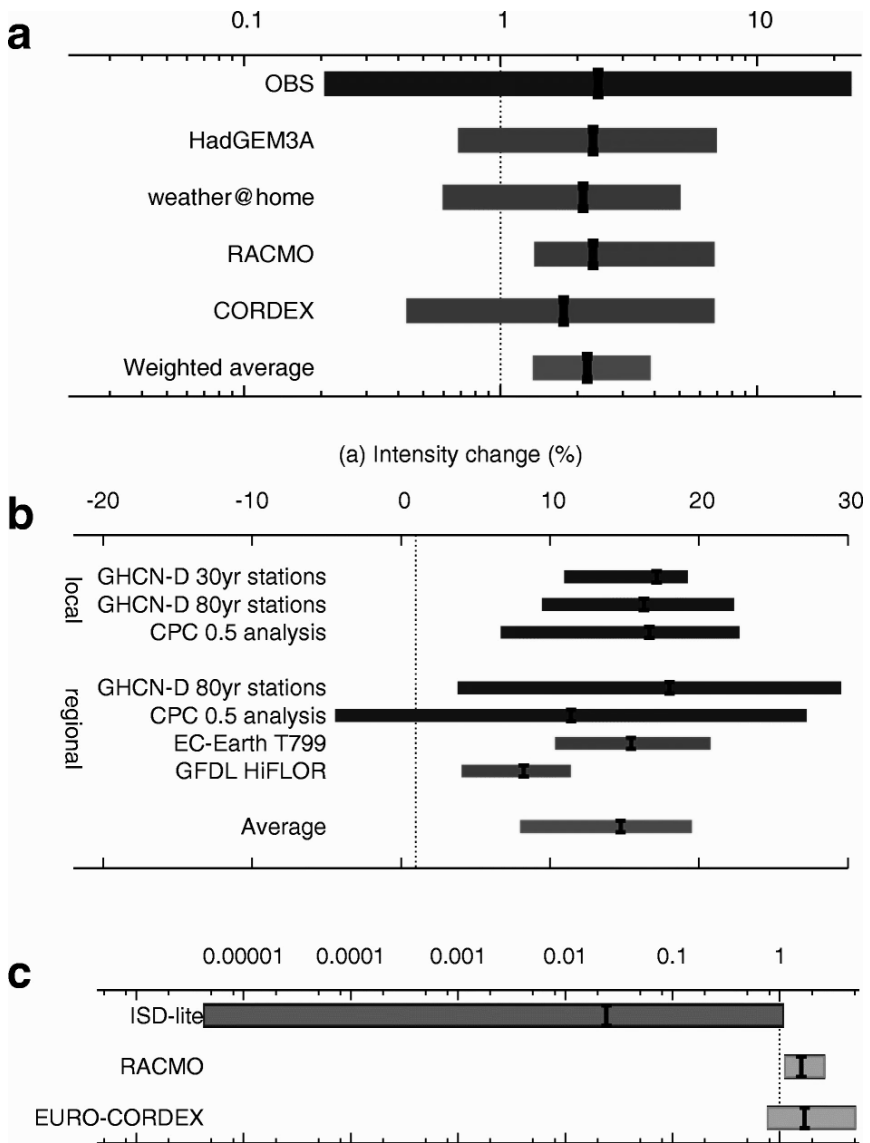 a
0.1 1 10
OBS
HadGEM3A
weather@home
RACMO
CORDEX
Weighted average
(a) Intensity change (%)
b
-20 -10 0 10 20 30
local
GHCN-D 30yr stations
GHCN-D 80yr stations
CPC 0.5 analysis
regional
GHCN-D 80yr stations
CPC 0.5 analysis
EC-Earth T799
GFDL HiFLOR
Average
c
0.00001 0.0001 0.001 0.01 0.1 1
ISD-lite
RACMO
EURO-CORDEX